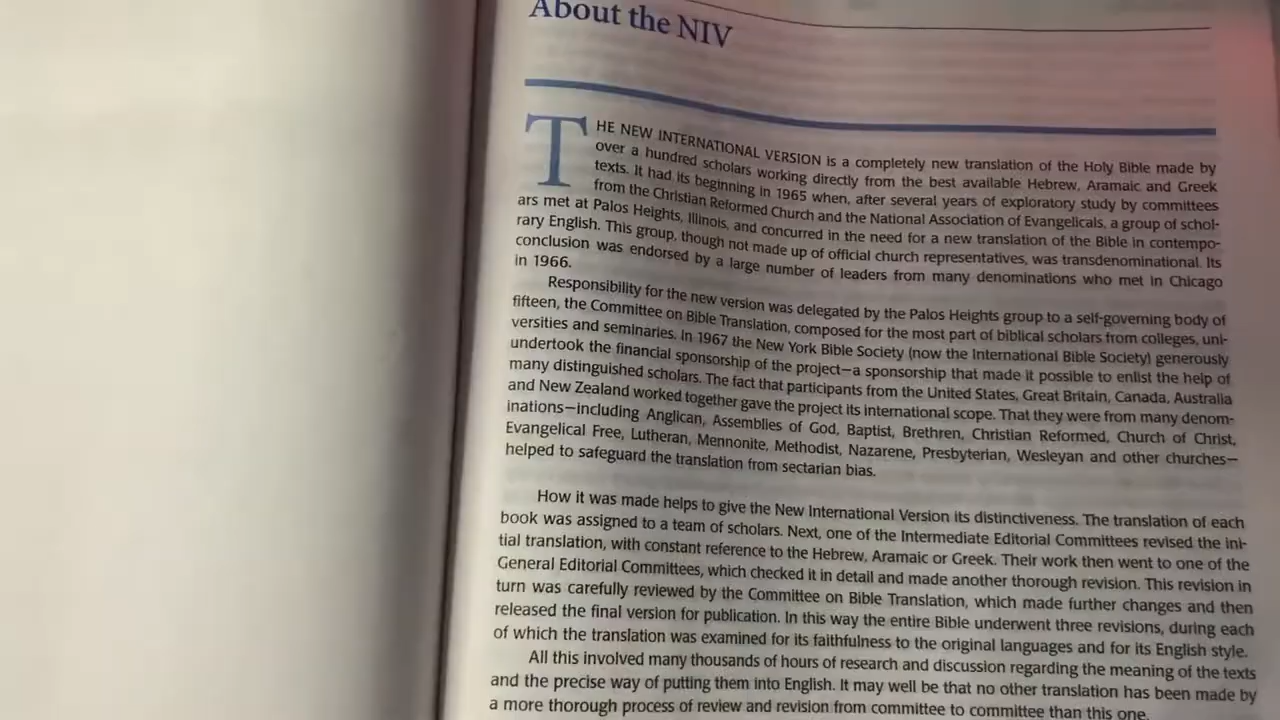 About the NIV
THE NEW INTERNATIONAL VERSION is a completely new translation of the Holy Bible made by
over a hundred scholars working directly from the best available Hebrew, Aramaic and Greek
texts. It had its beginning in 1965 when, after several years of exploratory study by committees
from the Christian Reformed Church and the National Association of Evangelicals, a group of schol-
ars met at Palos Heights, Illinois, and concurred in the need for a new translation of the Bible in contempo-
rary English. This group, though not made up of official church representatives, was transdenominational. Its
conclusion was endorsed by a large number of leaders from many denominations who met in Chicago
in 1966.
Responsibility for the new version was delegated by the Palos Heights group to a self-governing body of
fifteen, the Committee on Bible Translation, composed for the most part of biblical scholars from colleges, uni-
versities and seminaries. In 1967 the New York Bible Society (now the International Bible Society) generously
undertook the financial sponsorship of the project—a sponsorship that made it possible to enlist the help of
many distinguished scholars. The fact that participants from the United States, Great Britain, Canada, Australia
and New Zealand worked together gave the project its international scope. That they were from many denom-
inations—including Anglican, Assemblies of God, Baptist, Brethren, Christian Reformed, Church of Christ,
Evangelical Free, Lutheran, Mennonite, Methodist, Nazarene, Presbyterian, Wesleyan and other churches—
helped to safeguard the translation from sectarian bias.
How it was made helps to give the New International Version its distinctiveness. The translation of each
book was assigned to a team of scholars. Next, one of the Intermediate Editorial Committees revised the ini-
tial translation, with constant reference to the Hebrew, Aramaic or Greek. Their work then went to one of the
General Editorial Committees, which checked it in detail and made another thorough revision. This revision in
turn was carefully reviewed by the Committee on Bible Translation, which made further changes and then
released the final version for publication. In this way the entire Bible underwent three revisions, during each
of which the translation was examined for its faithfulness to the original languages and for its English style.
All this involved many thousands of hours of research and discussion regarding the meaning of the texts
and the precise way of putting them into English. It may well be that no other translation has been made by
a more thorough process of review and revision from committee to committee than this one.